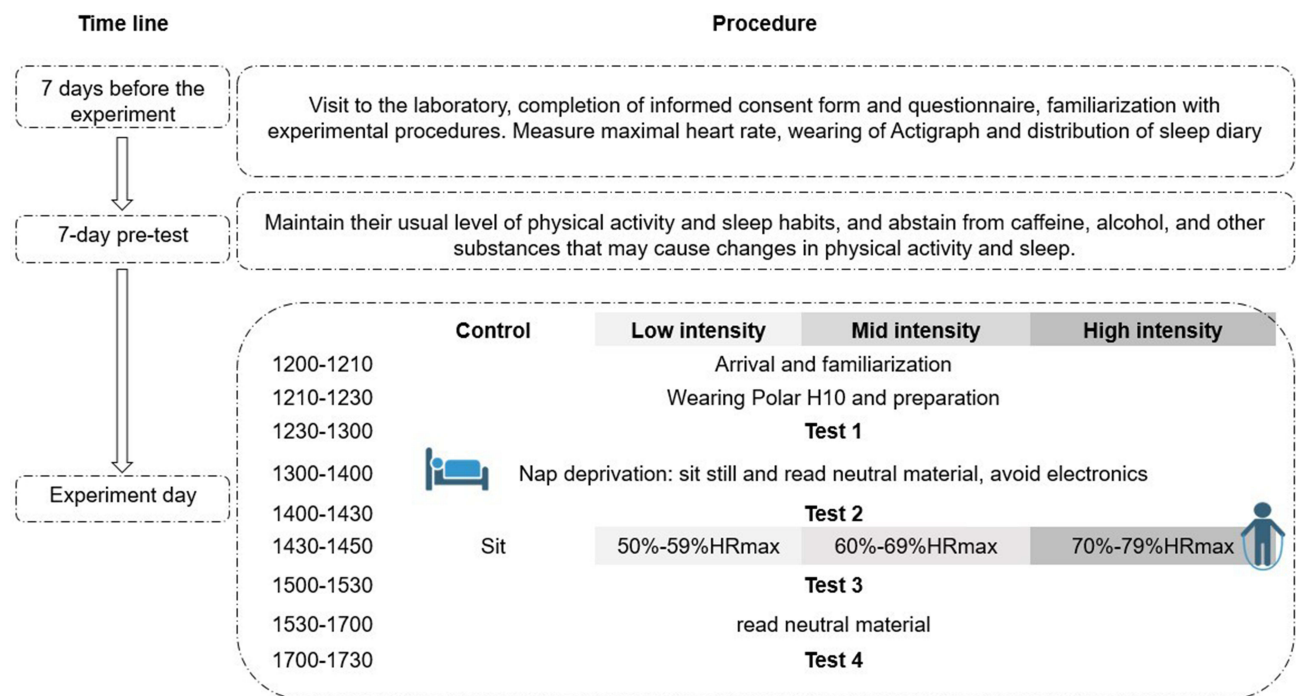 Time line
Procedure
7 days before the
experiment
Visit to the laboratory, completion of informed consent form and questionnaire, familiarization with
experimental procedures. Measure maximal heart rate, wearing of Actigraph and distribution of sleep diary
7-day pre-test
Maintain their usual level of physical activity and sleep habits, and abstain from caffeine, alcohol, and other
substances that may cause changes in physical activity and sleep.
Experiment day
Control Low intensity Mid intensity High intensity
1200-1210 Arrival and familiarization
1210-1230 Wearing Polar H10 and preparation
1230-1300 Test 1
1300-1400 Nap deprivation: sit still and read neutral material, avoid electronics
1400-1430 Test 2
1430-1450 Sit 50%-59%HRmax 60%-69%HRmax 70%-79%HRmax
1500-1530 Test 3
1530-1700 read neutral material
1700-1730 Test 4